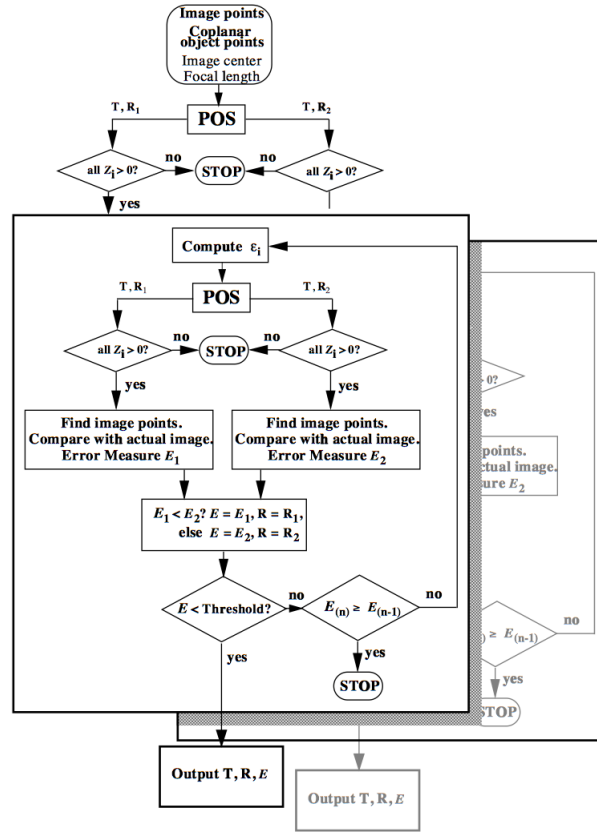 Image points
Coplanar
object points
Image center
Focal length
T, R1
T, R2
POS
all Zi > 0?
no
STOP
no
all Zi > 0?
yes
Compute εi
T, R1
T, R2
POS
all Zi > 0?
no
STOP
no
all Zi > 0?
0?
yes
yes
es
Find image points.
Compare with actual image.
Error Measure E1
Find image points.
Compare with actual image.
Error Measure E2
points.
ctual image.
ure E2
E1 < E2? E = E1, R = R1,
else E = E2, R = R2
E < Threshold?
no
E(n) ≥ E(n-1)
no
) ≥ E(n-1)
no
yes
yes
STOP
yes
STOP
Output T, R, E
Output T, R, E